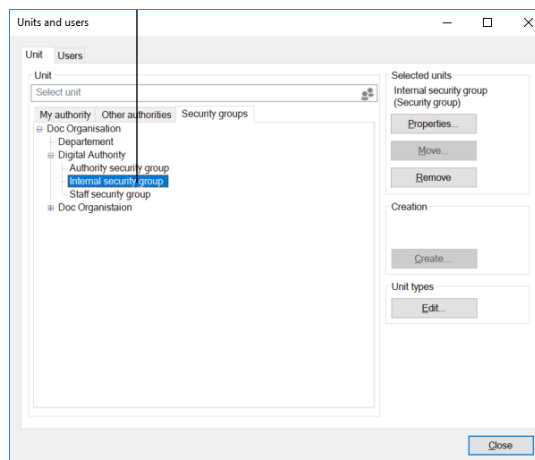 Units and users
Unit Users
Unit
Select unit
My authority Other authorities Security groups
Doc Organisation
Departement
Digital Authority
Authority security group
Internal security group
Staff security group
Doc Organistaion
Selected units
Internal security group
(Security group)
Properties...
Move...
Remove
Creation
Create...
Unit types
Edit...
Close